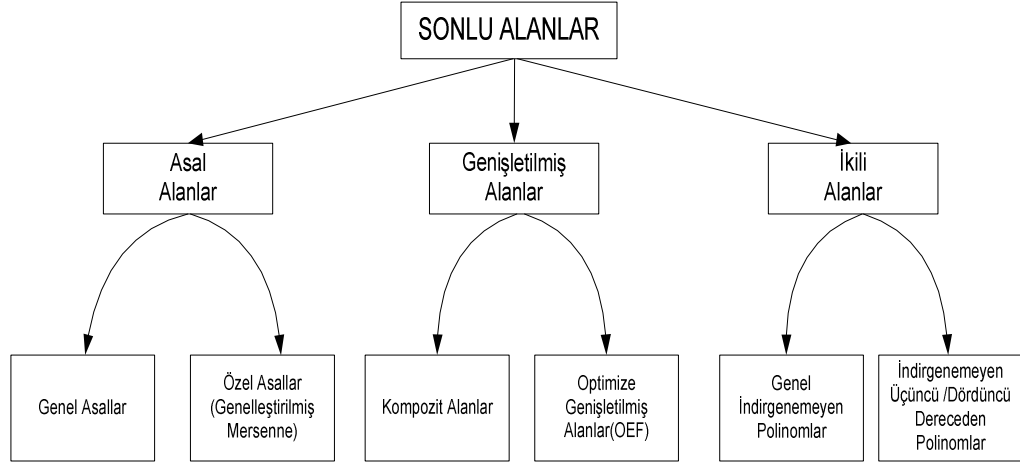 SONLU ALANLAR
Asal
Alanlar
Genişletilmiş
Alanlar
İkili
Alanlar
Genel Asallar
Özel Asallar
(Genelleştirilmiş
Mersenne)
Kompozit Alanlar
Optimize
Genişletilmiş
Alanlar(OEF)
Genel
İndirgenemeyen
Polinomlar
İndirgenemeyen
Üçüncü /Dördüncü
Dereceden
Polinomlar